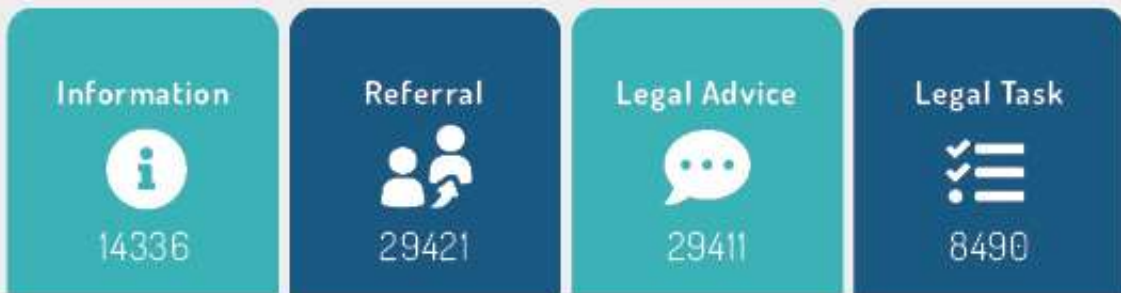 Information
14336
Referral
29421
Legal Advice
29411
Legal Task
8490